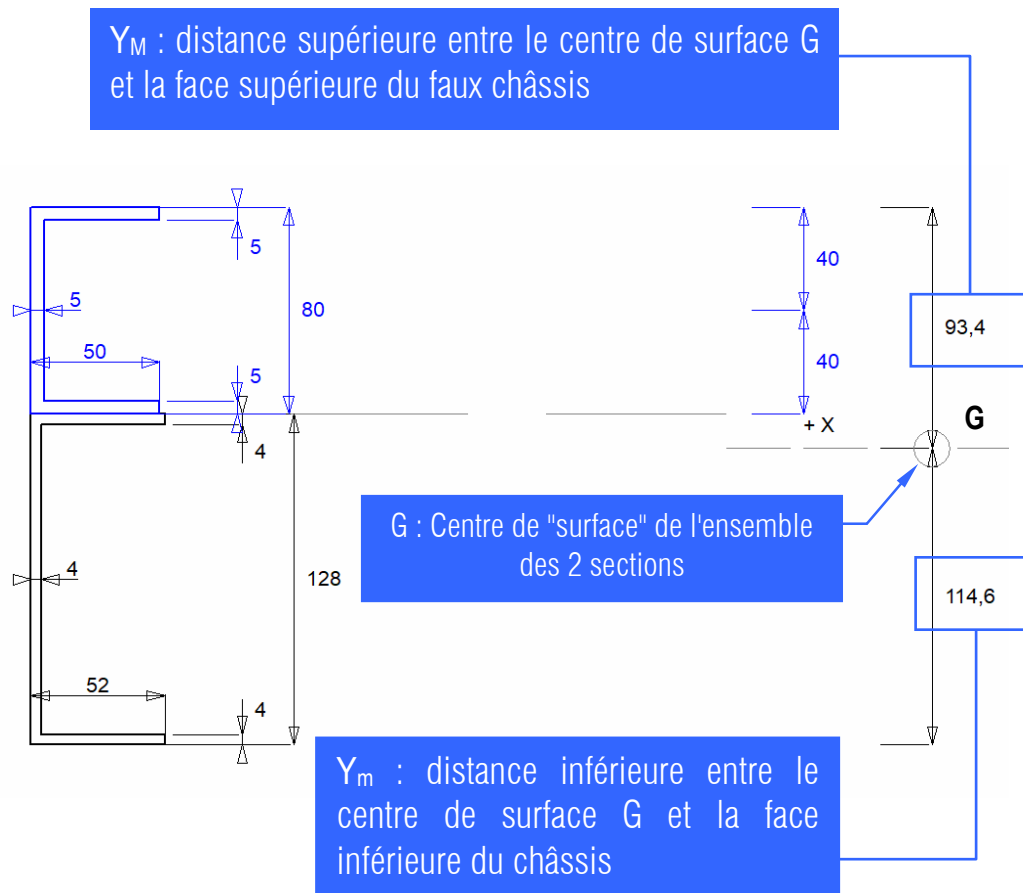 YM : distance supérieure entre le centre de surface G
et la face supérieure du faux châssis
5
40
5
80
93,4
50
5
40
+ X
G
4
G : Centre de "surface" de l'ensemble
des 2 sections
4
128
114,6
52
4
Ym : distance inférieure entre le
centre de surface G et la face
inférieure du châssis